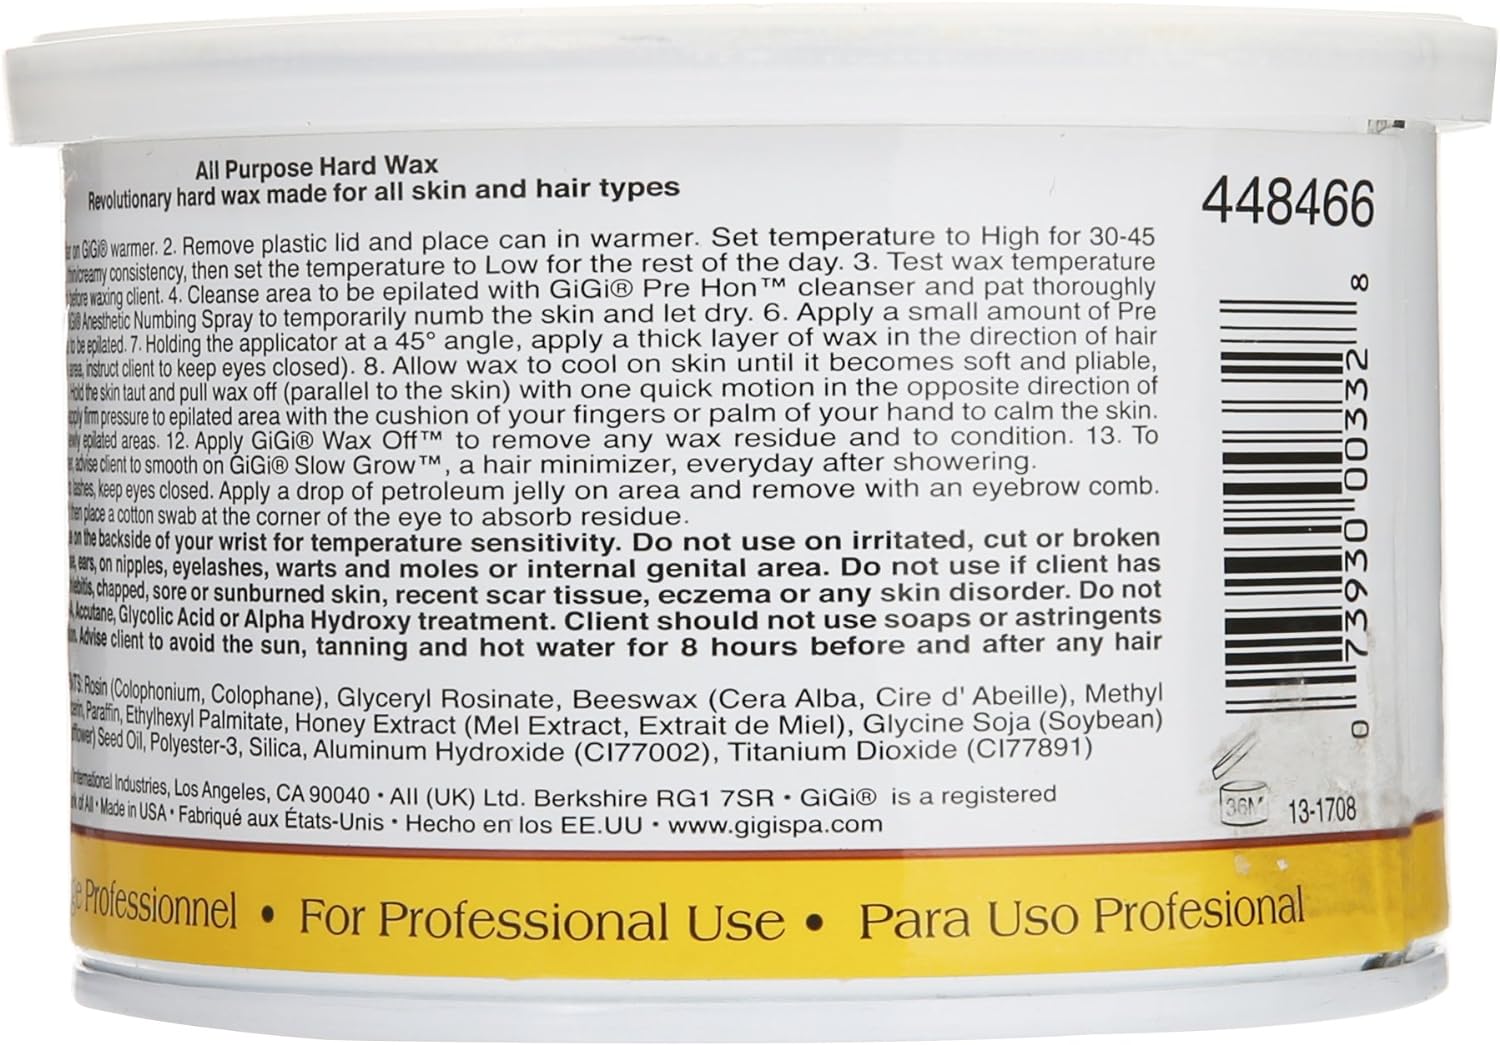 All Purpose Hard Wax
Revolutionary hard wax made for all skin and hair types
448466
on GiGi® warmer. 2. Remove plastic lid and place can in warmer. Set temperature to High for 30-45
thin/creamy consistency, then set the temperature to Low for the rest of the day. 3. Test wax temperature
before waxing client. 4. Cleanse area to be epilated with GiGi® Pre Hon™ cleanser and pat thoroughly
GiGi® Anesthetic Numbing Spray to temporarily numb the skin and let dry. 6. Apply a small amount of Pre
to be epilated. 7. Holding the applicator at a 45° angle, apply a thick layer of wax in the direction of hair
area, instruct client to keep eyes closed). 8. Allow wax to cool on skin until it becomes soft and pliable,
Hold the skin taut and pull wax off (parallel to the skin) with one quick motion in the opposite direction of
apply firm pressure to epilated area with the cushion of your fingers or palm of your hand to calm the skin.
newly epilated areas. 12. Apply GiGi® Wax Off™ to remove any wax residue and to condition. 13. To
advise client to smooth on GiGi® Slow Grow™, a hair minimizer, everyday after showering.
lashes, keep eyes closed. Apply a drop of petroleum jelly on area and remove with an eyebrow comb.
then place a cotton swab at the corner of the eye to absorb residue.
on the backside of your wrist for temperature sensitivity. Do not use on irritated, cut or broken
ears, on nipples, eyelashes, warts and moles or internal genital area. Do not use if client has
chapped, sore or sunburned skin, recent scar tissue, eczema or any skin disorder. Do not
Accutane, Glycolic Acid or Alpha Hydroxy treatment. Client should not use soaps or astringents
Advise client to avoid the sun, tanning and hot water for 8 hours before and after any hair
Rosin (Colophonium, Colophane), Glyceryl Rosinate, Beeswax (Cera Alba, Cire d' Abeille), Methyl
Paraffin, Ethylhexyl Palmitate, Honey Extract (Mel Extract, Extrait de Miel), Glycine Soja (Soybean)
Seed Oil, Polyester-3, Silica, Aluminum Hydroxide (CI77002), Titanium Dioxide (CI77891)
International Industries, Los Angeles, CA 90040 • AII (UK) Ltd. Berkshire RG1 7SR • GiGi® is a registered
of AII • Made in USA • Fabriqué aux États-Unis • Hecho en los EE.UU • www.gigispa.com
0 73930 00332 8
36M
13-1708
Professionnel • For Professional Use • Para Uso Profesional